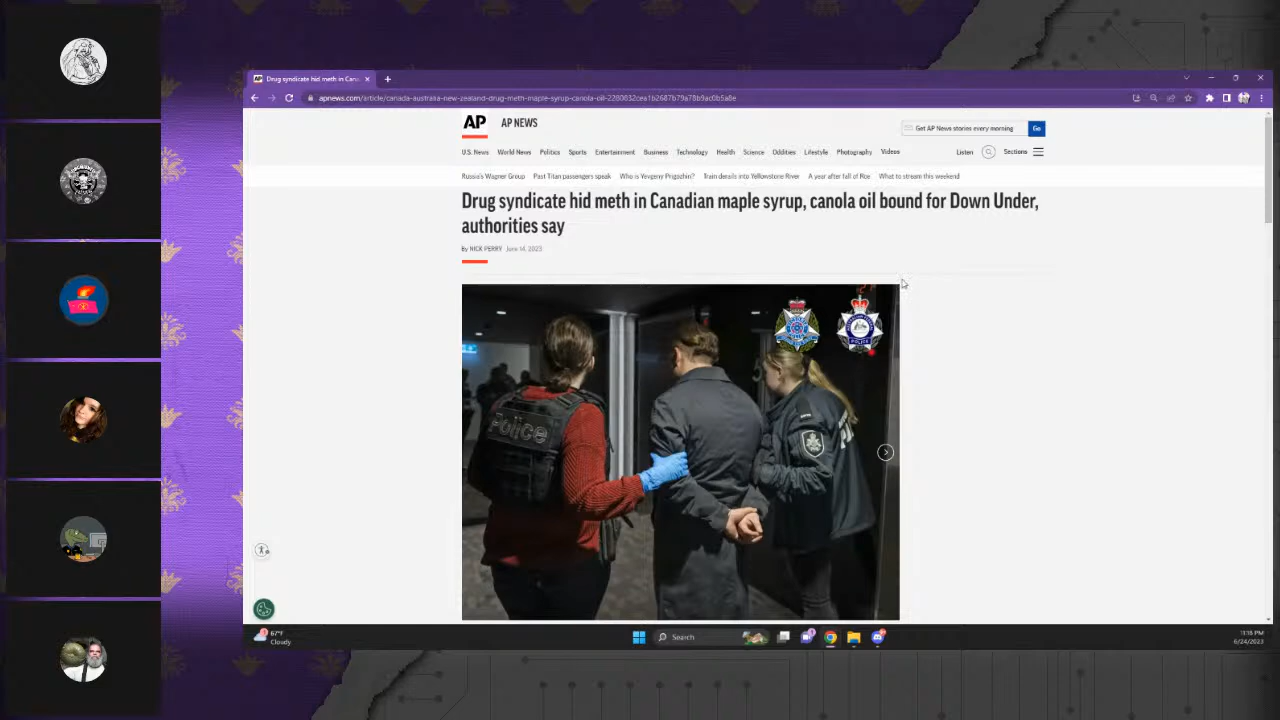 Drug syndicate hid meth in Cana
apnews.com/article/canada-australia-new-zealand-drug-meth-maple-syrup-canola-oil-2280832cea1b2687b79a78b9ac0b5a8e
AP AP NEWS
Get AP News stories every morning Go
U.S. News World News Politics Sports Entertainment Business Technology Health Science Oddities Lifestyle Photography Videos Listen Sections
Russia's Wagner Group Past Titan passengers speak Who is Yevgeny Prigozhin? Train derails into Yellowstone River A year after fall of Roe What to stream this weekend
Drug syndicate hid meth in Canadian maple syrup, canola oil bound for Down Under,
authorities say
By NICK PERRY June 14, 2023
Police
67°F
Cloudy
Search
11:15 PM
6/24/2023